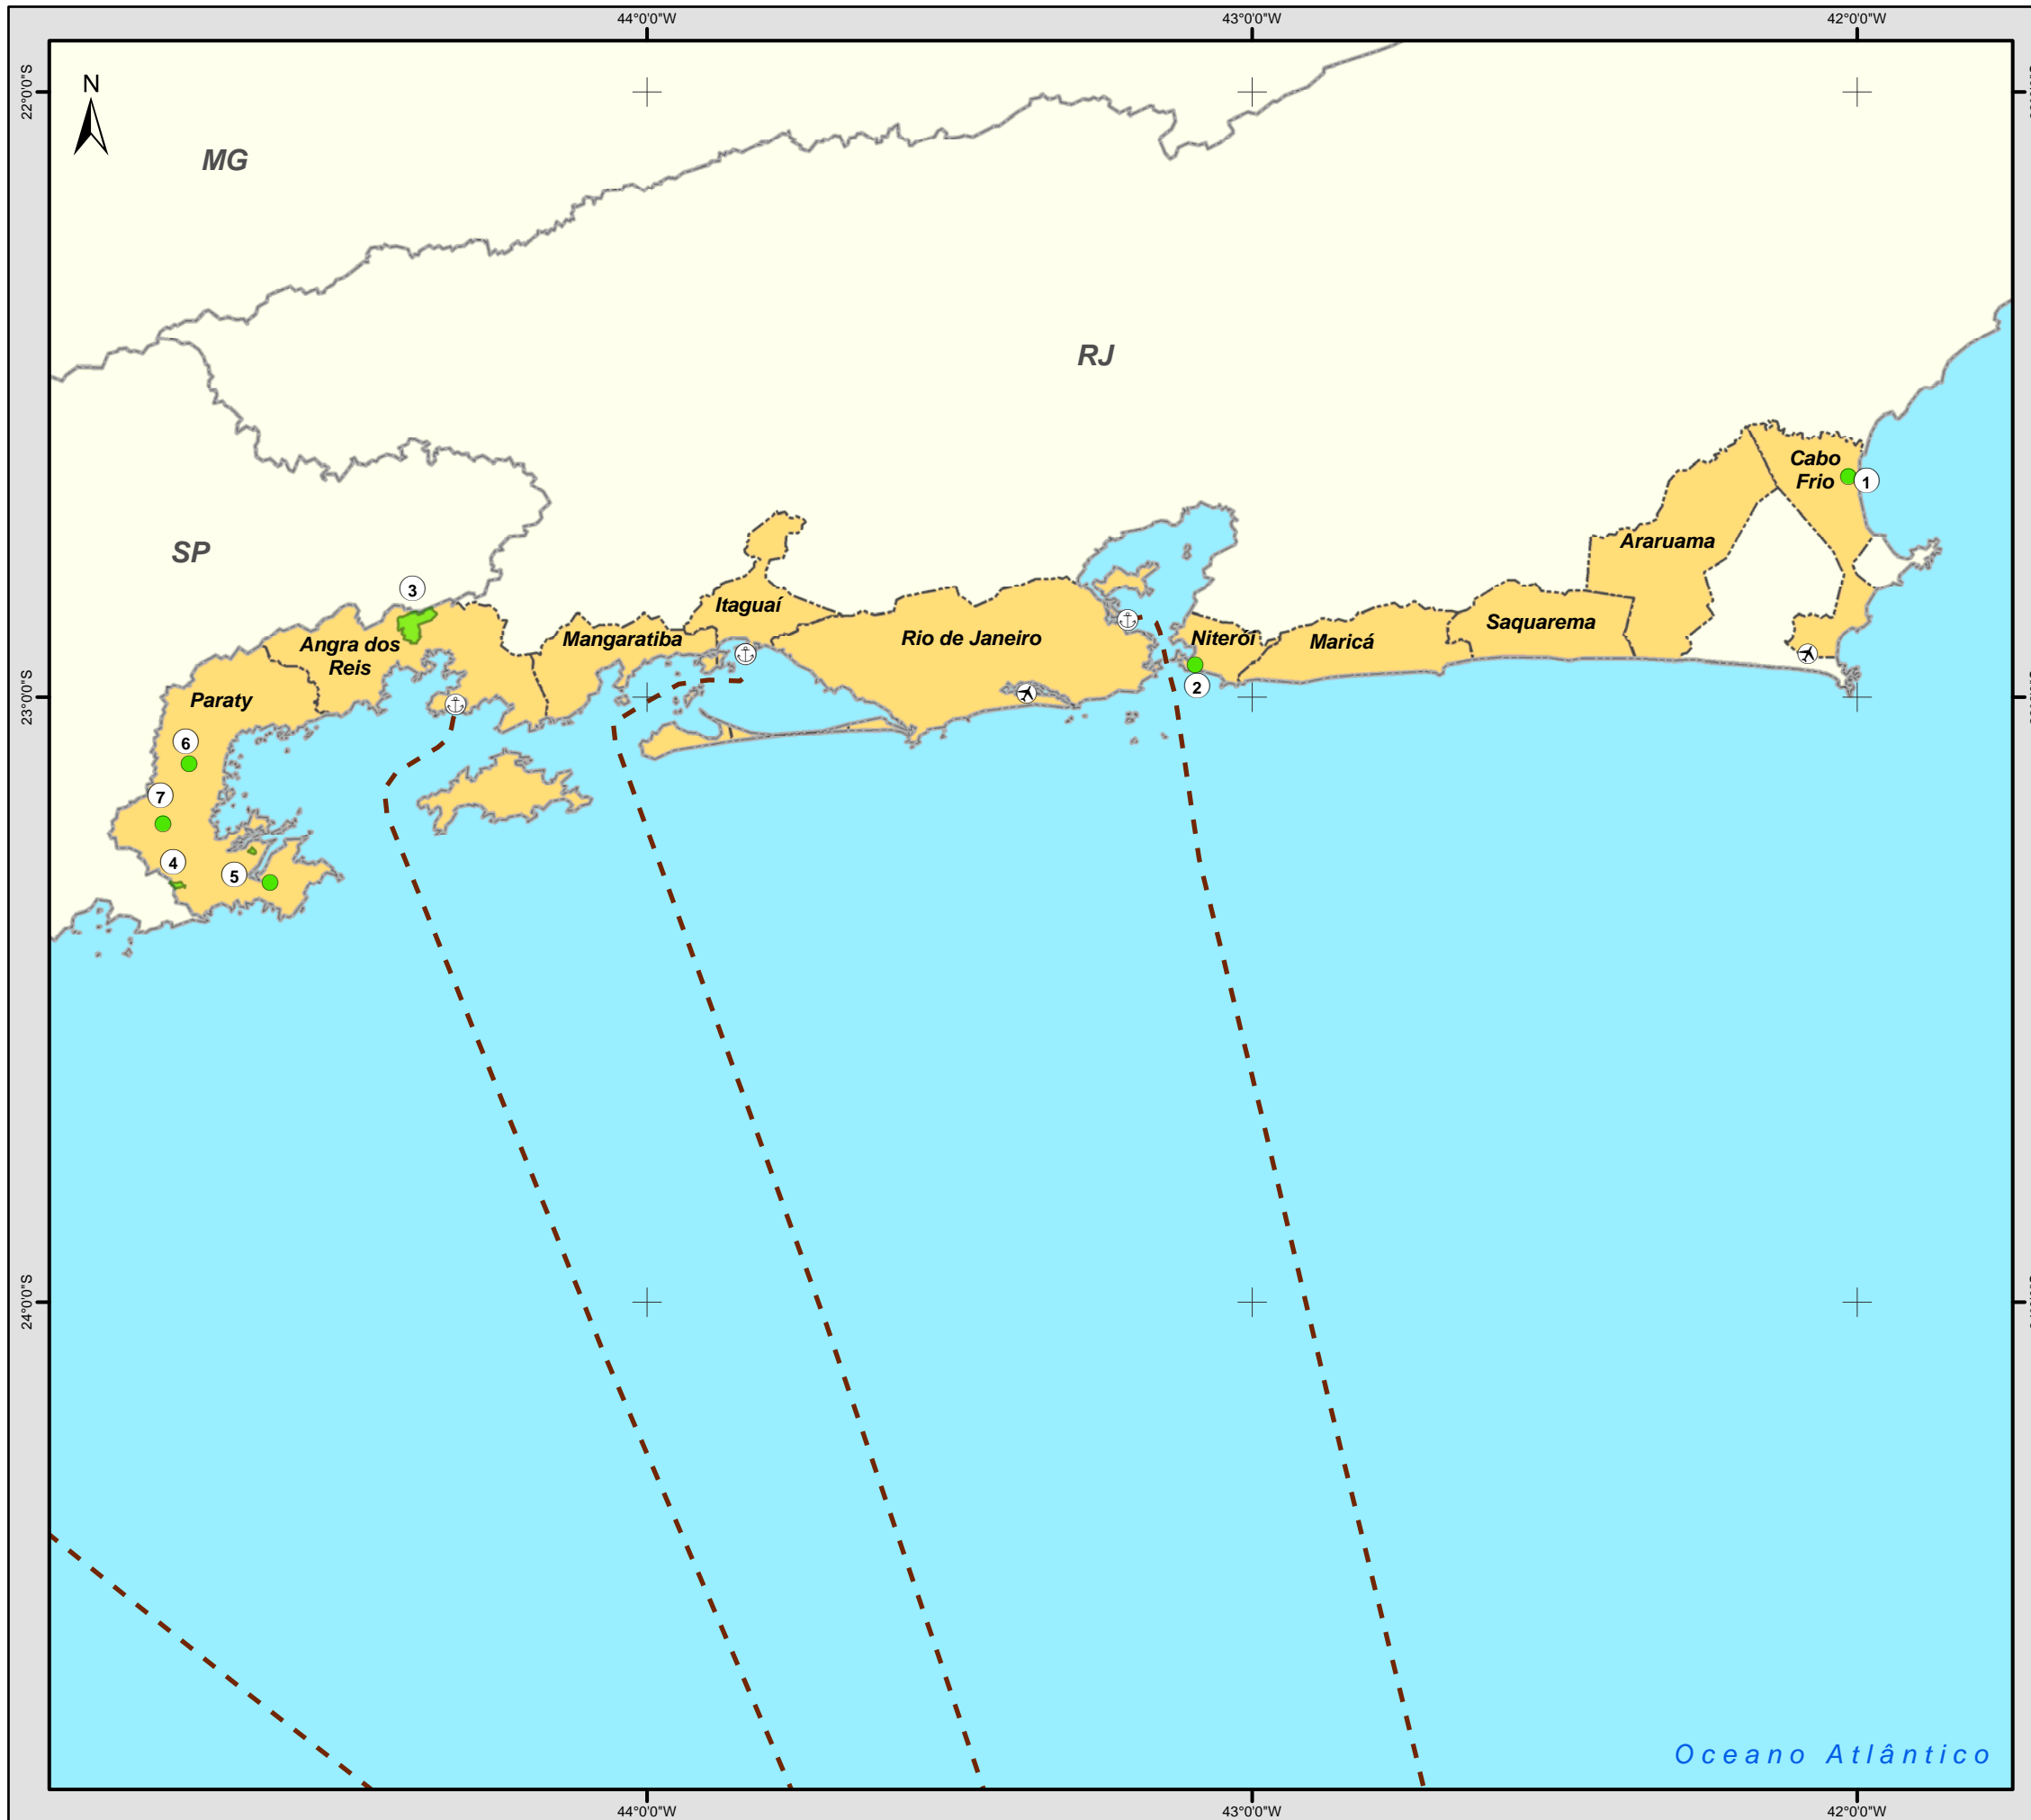 44°0'0"W
43°0'0"W
42°0'0"W
22°0'0"S
N
MG
RJ
Cabo
Frio
1
Araruama
SP
3
Itaguaí
Saquarema
Angra dos
Reis
Mangaratiba
Rio de Janeiro
Niterói
Maricá
2
Paraty
23°0'0"S
6
7
4
5
24°0'0"S
Oceano Atlântico
44°0'0"W
43°0'0"W
42°0'0"W